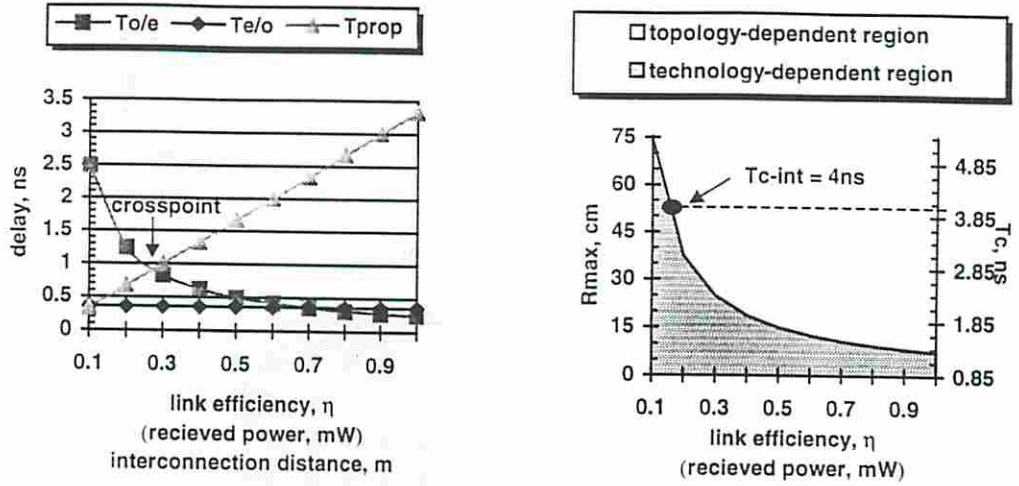 To/e Te/o Tprop
3.5
3
2.5
2
1.5
1
0.5
0
delay, ns
crosspoint
0.1 0.3 0.5 0.7 0.9
link efficiency, η
(recieved power, mW)
interconnection distance, m
topology-dependent region
technology-dependent region
75
60
45
30
15
0
Rmax, cm
Tc-int = 4ns
4.85
3.85
2.85
1.85
0.85
Tc, ns
0.1 0.3 0.5 0.7 0.9
link efficiency, η
(recieved power, mW)